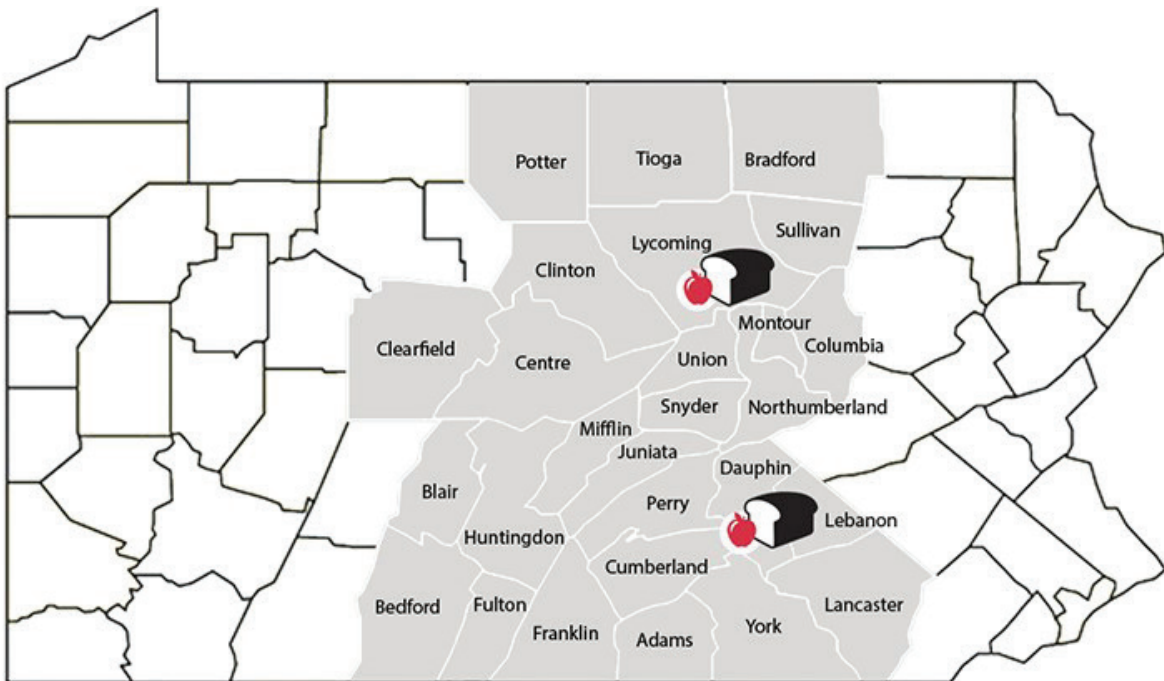 Potter
Tioga
Bradford
Sullivan
Lycoming
Clinton
Montour
Columbia
Clearfield
Centre
Union
Snyder
Northumberland
Mifflin
Juniata
Dauphin
Blair
Perry
Lebanon
Huntingdon
Cumberland
Bedford
Fulton
Lancaster
Franklin
Adams
York